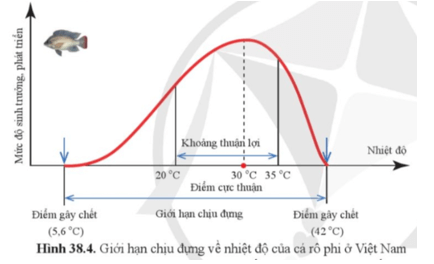 Mức độ sinh trưởng, phát triển
Khoảng thuận lợi
Nhiệt độ
20 °C
30 °C
35 °C
Điểm cực thuận
Điểm gây chết
(5,6 °C)
Giới hạn chịu đựng
Điểm gây chết
(42 °C)
Hình 38.4. Giới hạn chịu đựng về nhiệt độ của cá rô phi ở Việt Nam